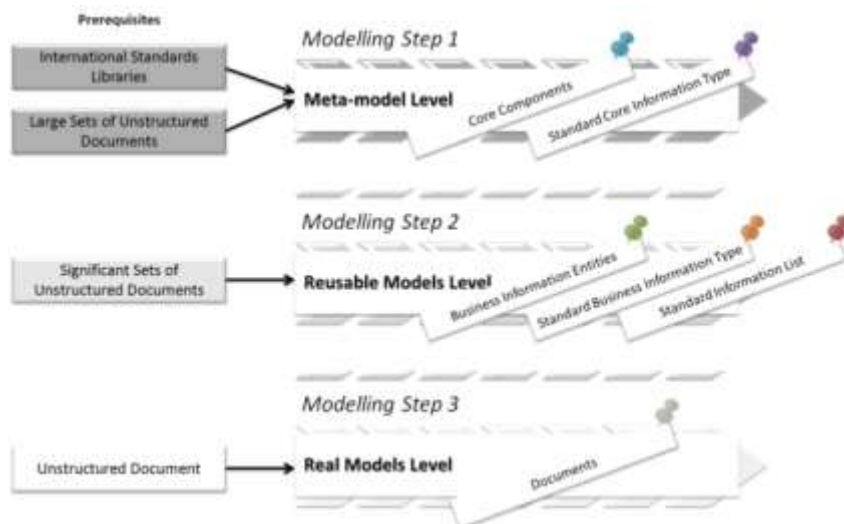 Prerequisites
International Standards
Libraries
Large Sets of Unstructured
Documents
Modelling Step 1
Meta-model Level
Core Components
Standard Core Information Type
Significant Sets of
Unstructured Documents
Modelling Step 2
Reusable Models Level
Business Information Entities
Standard Business Information Type
Standard Information List
Unstructured Document
Modelling Step 3
Real Models Level
Documents